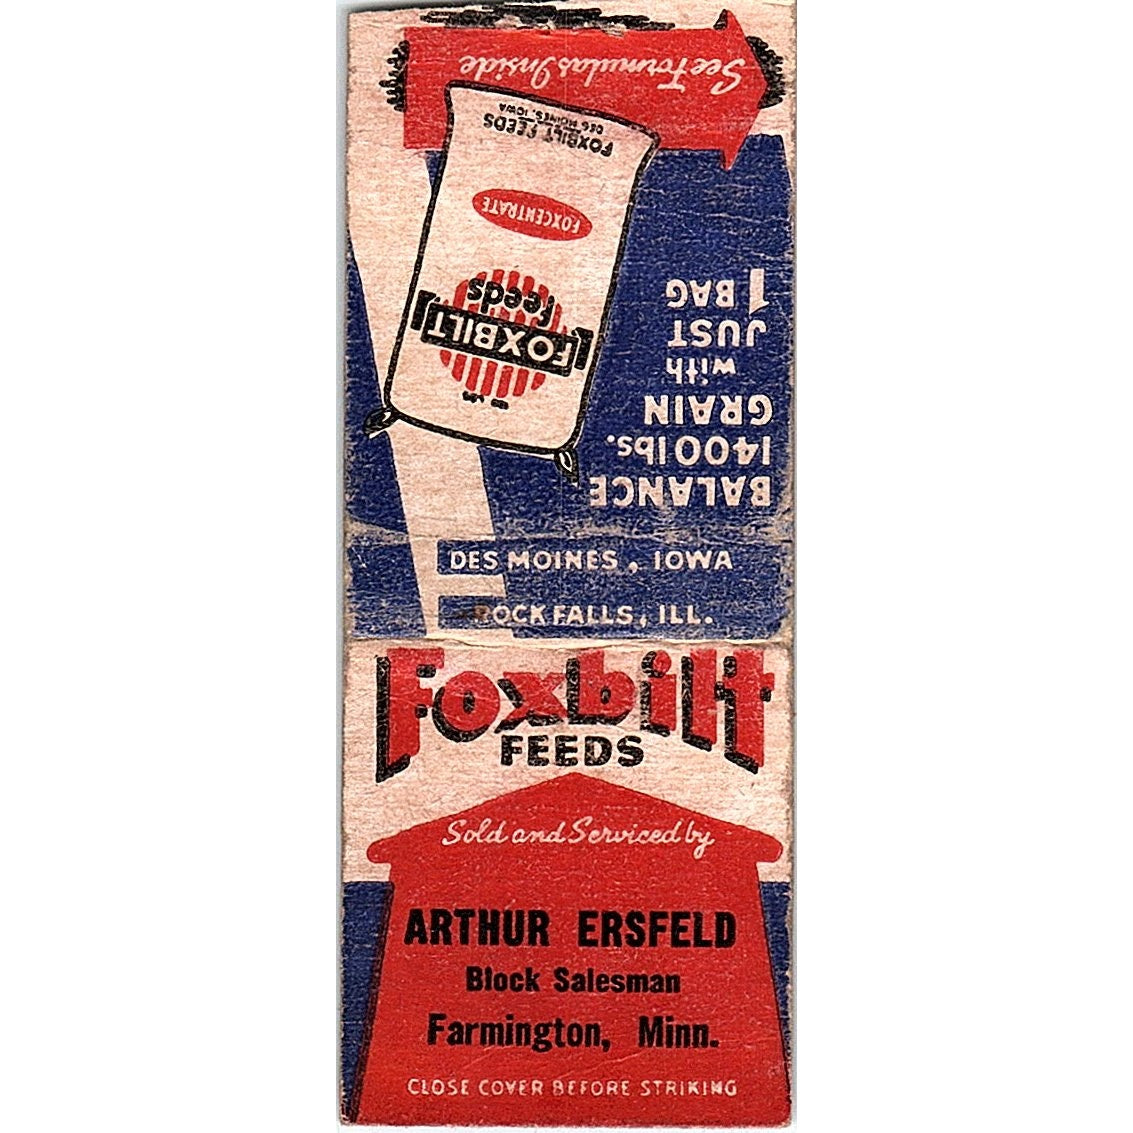 Foxbilt
FEEDS
Sold and Serviced by
ARTHUR ERSFELD
Block Salesman
Farmington, Minn.
CLOSE COVER BEFORE STRIKING
DES MOINES, IOWA
ROCK FALLS, ILL.
BALANCE
1400 lbs.
GRAIN
with
JUST
1 BAG
FOXBILT
feeds
FOXCENTRATE
FOXBILT FEEDS
DES MOINES, IOWA
See Formulas Inside